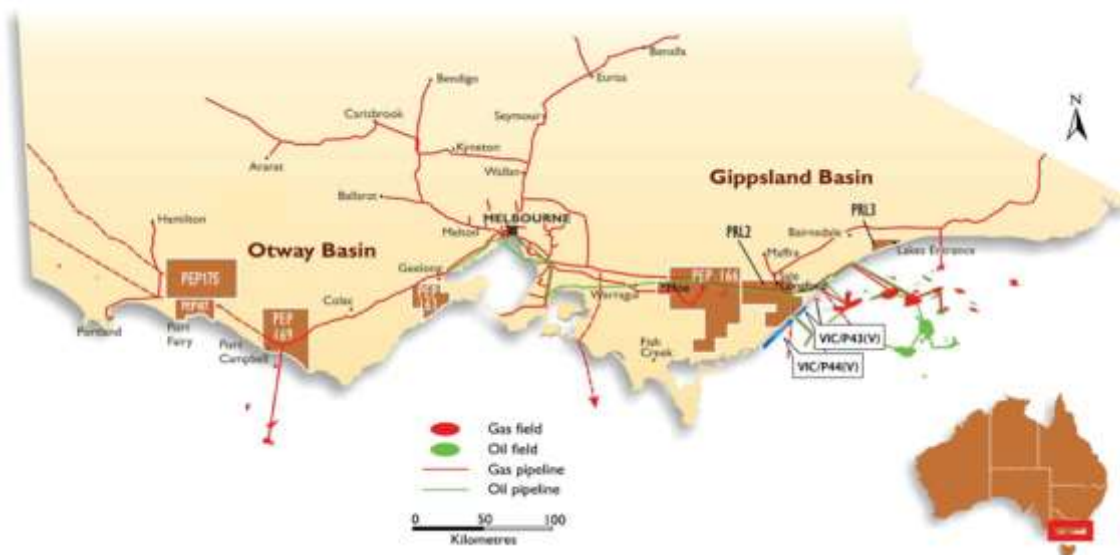 Benalla
Euroa
Bendigo
Carisbrook
Seymour
Kyneton
Ararat
Wallan
Gippsland Basin
Ballarat
PRL3
Hamilton
MELBOURNE
Melton
Bairnsdale
PRL2
Otway Basin
Maffra
Lakes Entrance
Geelong
PEP175
PEP 166
Sale
Moe
Warragul
Colac
Portland
Port
Fairy
PEP
169
Port
Campbell
Fish
Creek
VIC/P43(V)
VIC/P44(V)
N
Gas field
Oil field
Gas pipeline
Oil pipeline
0 50 100
Kilometres